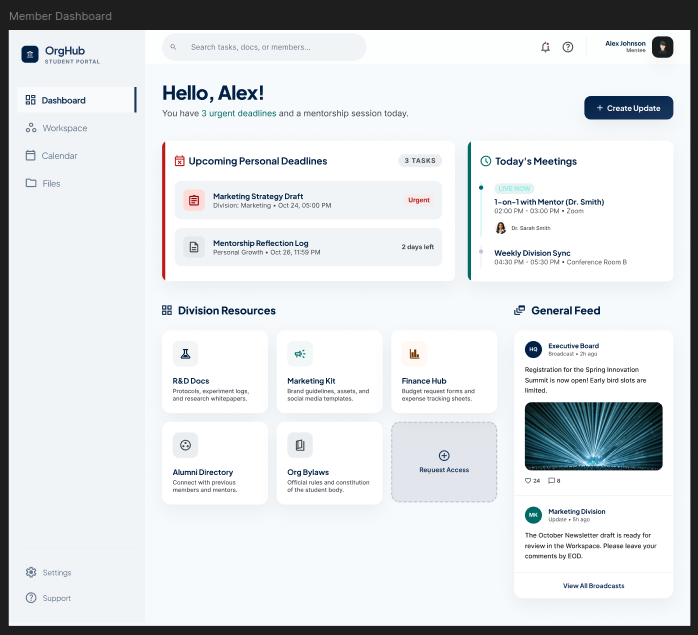 Member Dashboard
OrgHub
STUDENT PORTAL
Dashboard
Workspace
Calendar
Files
Settings
Support
Search tasks, docs, or members...
Alex Johnson
Mentee
Hello, Alex!
You have 3 urgent deadlines and a mentorship session today.
Create Update
Upcoming Personal Deadlines
3 TASKS
Marketing Strategy Draft
Division: Marketing • Oct 24, 05:00 PM
Urgent
Mentorship Reflection Log
Personal Growth • Oct 26, 11:59 PM
2 days left
Today's Meetings
LIVE NOW
1-on-1 with Mentor (Dr. Smith)
02:00 PM - 03:00 PM • Zoom
Dr. Sarah Smith
Weekly Division Sync
04:30 PM - 05:30 PM • Conference Room B
Division Resources
R&D Docs
Protocols, experiment logs,
and research whitepapers.
Marketing Kit
Brand guidelines, assets, and
social media templates.
Finance Hub
Budget request forms and
expense tracking sheets.
Alumni Directory
Connect with previous
members and mentors.
Org Bylaws
Official rules and constitution
of the student body.
Request Access
General Feed
HQ
Executive Board
Broadcast • 2h ago
Registration for the Spring Innovation
Summit is now open! Early bird slots are
limited.
24
8
MK
Marketing Division
Update • 5h ago
The October Newsletter draft is ready for
review in the Workspace. Please leave your
comments by EOD.
View All Broadcasts